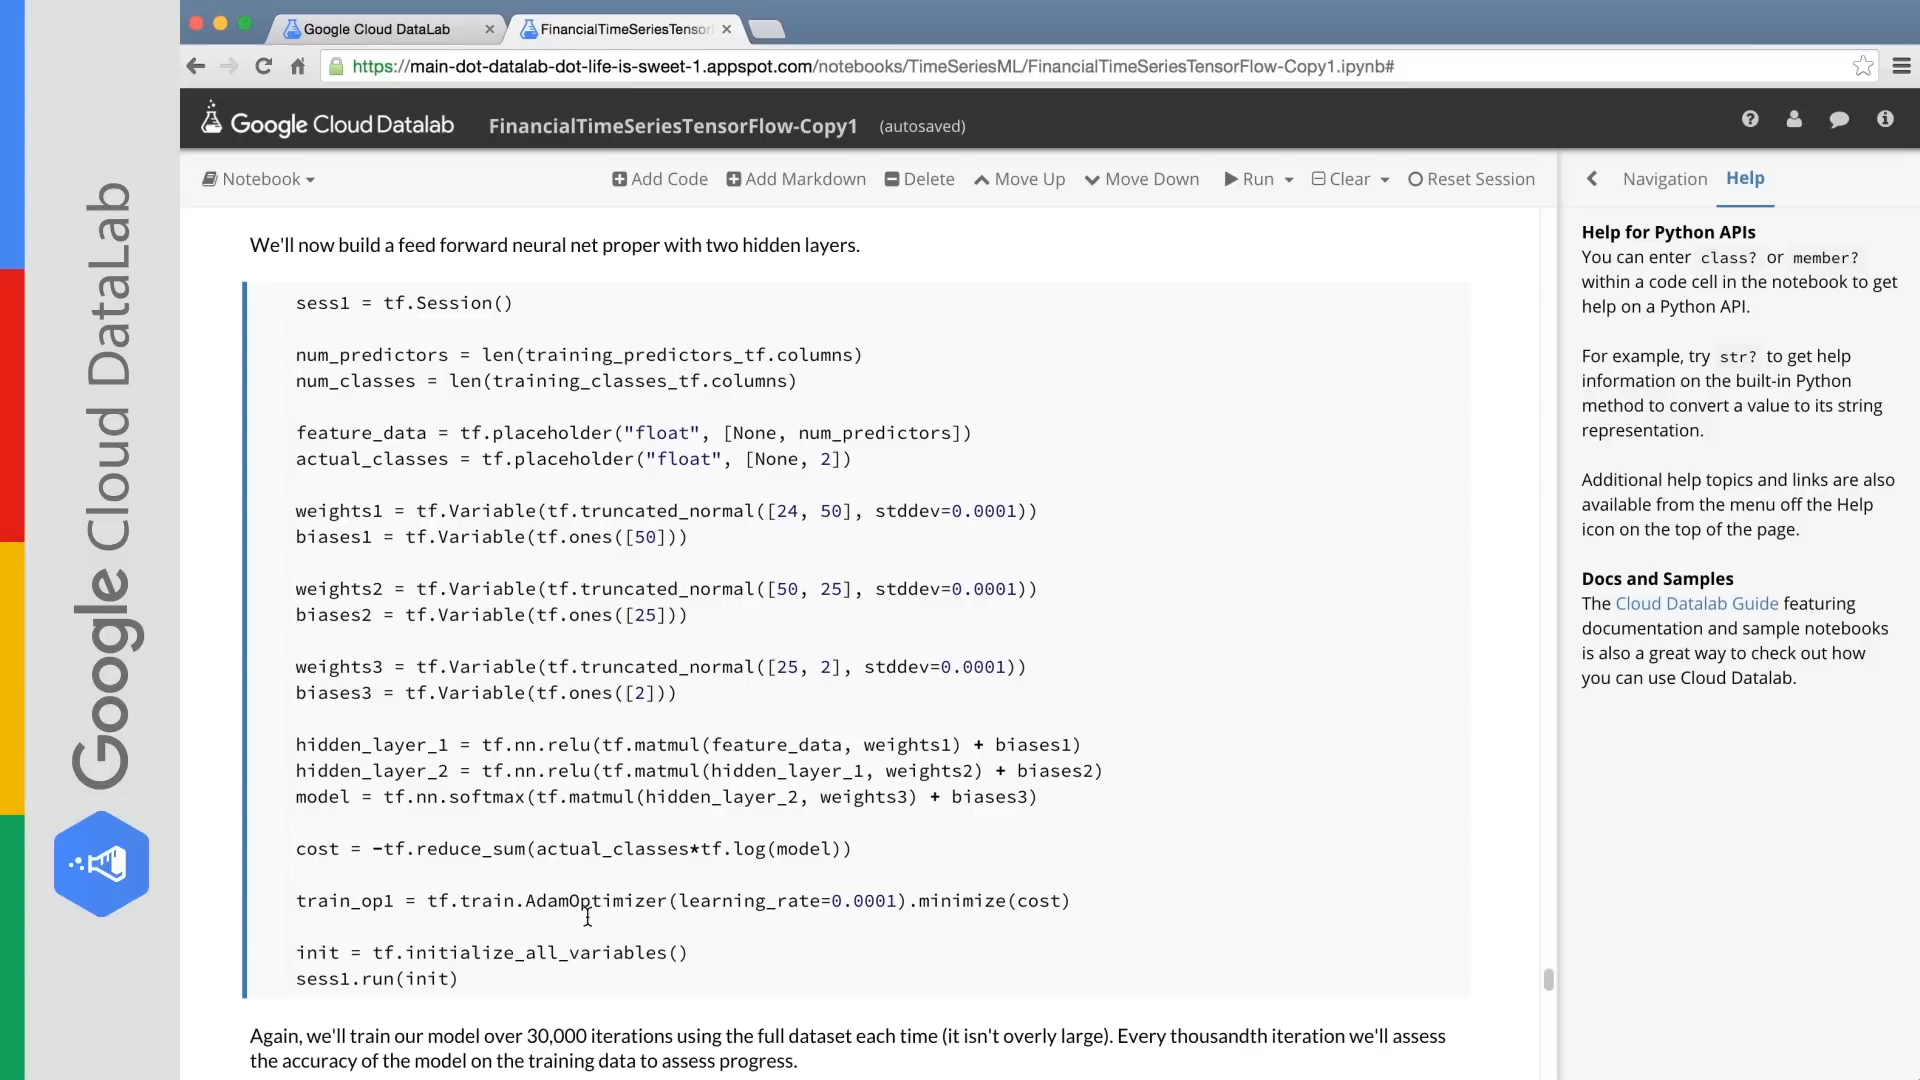 Google Cloud DataLab
Google Cloud DataLab
FinancialTimeSeriesTensor
https://main-dot-datalab-dot-life-is-sweet-1.appspot.com/notebooks/TimeSeriesML/FinancialTimeSeriesTensorFlow-Copy1.ipynb#
Google Cloud Datalab FinancialTimeSeriesTensorFlow-Copy1 (autosaved)
Notebook Add Code Add Markdown Delete Move Up Move Down Run Clear Reset Session
We'll now build a feed forward neural net proper with two hidden layers.
sess1 = tf.Session()
num_predictors = len(training_predictors_tf.columns)
num_classes = len(training_classes_tf.columns)
feature_data = tf.placeholder("float", [None, num_predictors])
actual_classes = tf.placeholder("float", [None, 2])
weights1 = tf.Variable(tf.truncated_normal([24, 50], stddev=0.0001))
biases1 = tf.Variable(tf.ones([50]))
weights2 = tf.Variable(tf.truncated_normal([50, 25], stddev=0.0001))
biases2 = tf.Variable(tf.ones([25]))
weights3 = tf.Variable(tf.truncated_normal([25, 2], stddev=0.0001))
biases3 = tf.Variable(tf.ones([2]))
hidden_layer_1 = tf.nn.relu(tf.matmul(feature_data, weights1) + biases1)
hidden_layer_2 = tf.nn.relu(tf.matmul(hidden_layer_1, weights2) + biases2)
model = tf.nn.softmax(tf.matmul(hidden_layer_2, weights3) + biases3)
cost = -tf.reduce_sum(actual_classes*tf.log(model))
train_op1 = tf.train.AdamOptimizer(learning_rate=0.0001).minimize(cost)
init = tf.initialize_all_variables()
sess1.run(init)
Again, we'll train our model over 30,000 iterations using the full dataset each time (it isn't overly large). Every thousandth iteration we'll assess
the accuracy of the model on the training data to assess progress.
Navigation Help
Help for Python APIs
You can enter class? or member?
within a code cell in the notebook to get
help on a Python API.
For example, try str? to get help
information on the built-in Python
method to convert a value to its string
representation.
Additional help topics and links are also
available from the menu off the Help
icon on the top of the page.
Docs and Samples
The Cloud Datalab Guide featuring
documentation and sample notebooks
is also a great way to check out how
you can use Cloud Datalab.